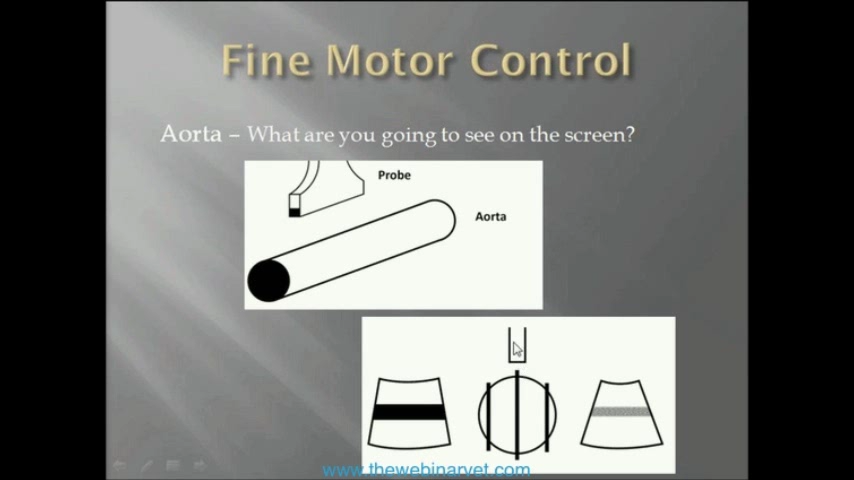 Fine Motor Control
Aorta – What are you going to see on the screen?
Probe
Aorta
www.thewebinarvet.com